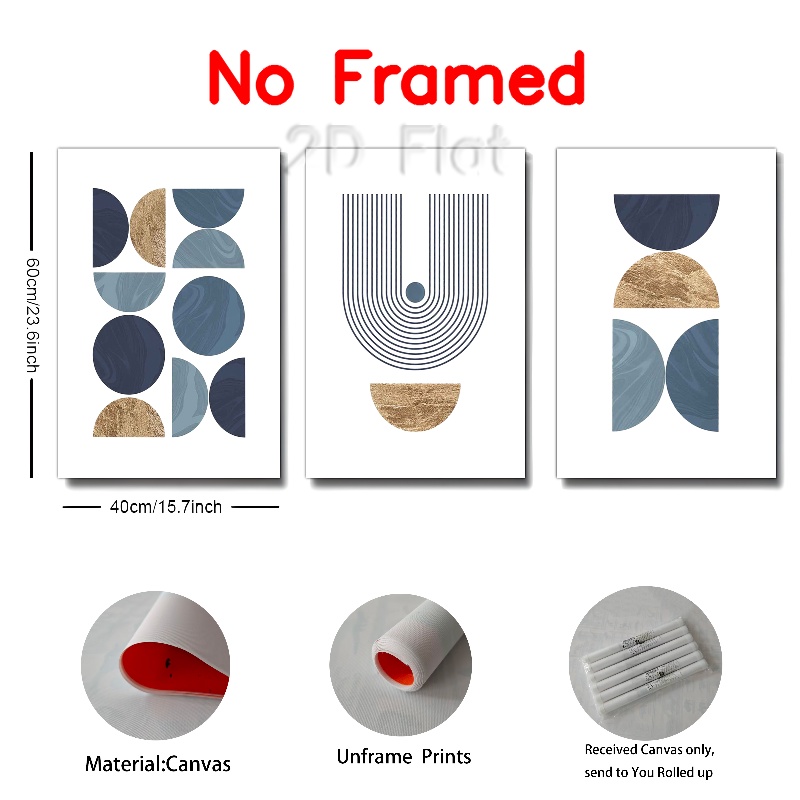 No Framed
2D Flat
60cm/23.6inch
40cm/15.7inch
Material:Canvas
Unframe Prints
Received Canvas only,
send to You Rolled up